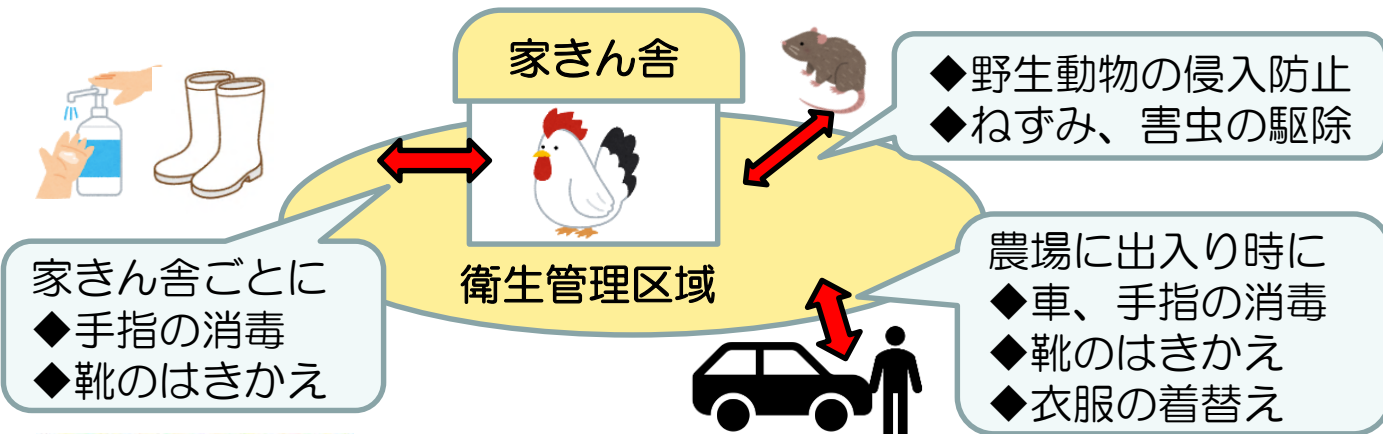 家きん舎
◆野生動物の侵入防止
◆ねずみ、害虫の駆除
家きん舎ごとに
◆手指の消毒
◆靴のはきかえ
衛生管理区域
農場に出入り時に
◆車、手指の消毒
◆靴のはきかえ
◆衣服の着替え